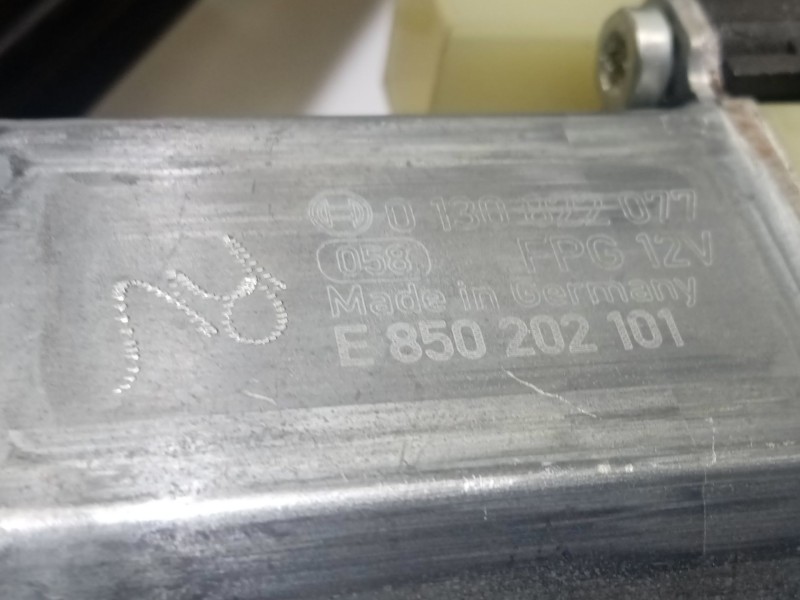 0 130 822 077
058 FPG 12V
Made in Germany
E 850 202 101